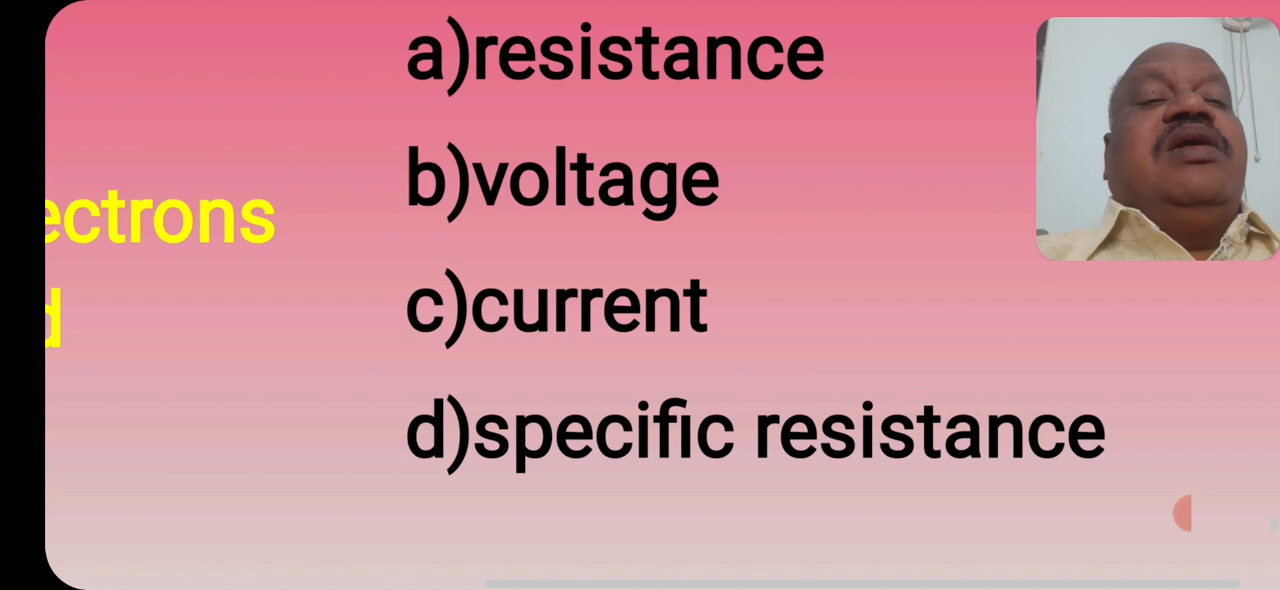 ectrons
d
a)resistance
b)voltage
c)current
d)specific resistance